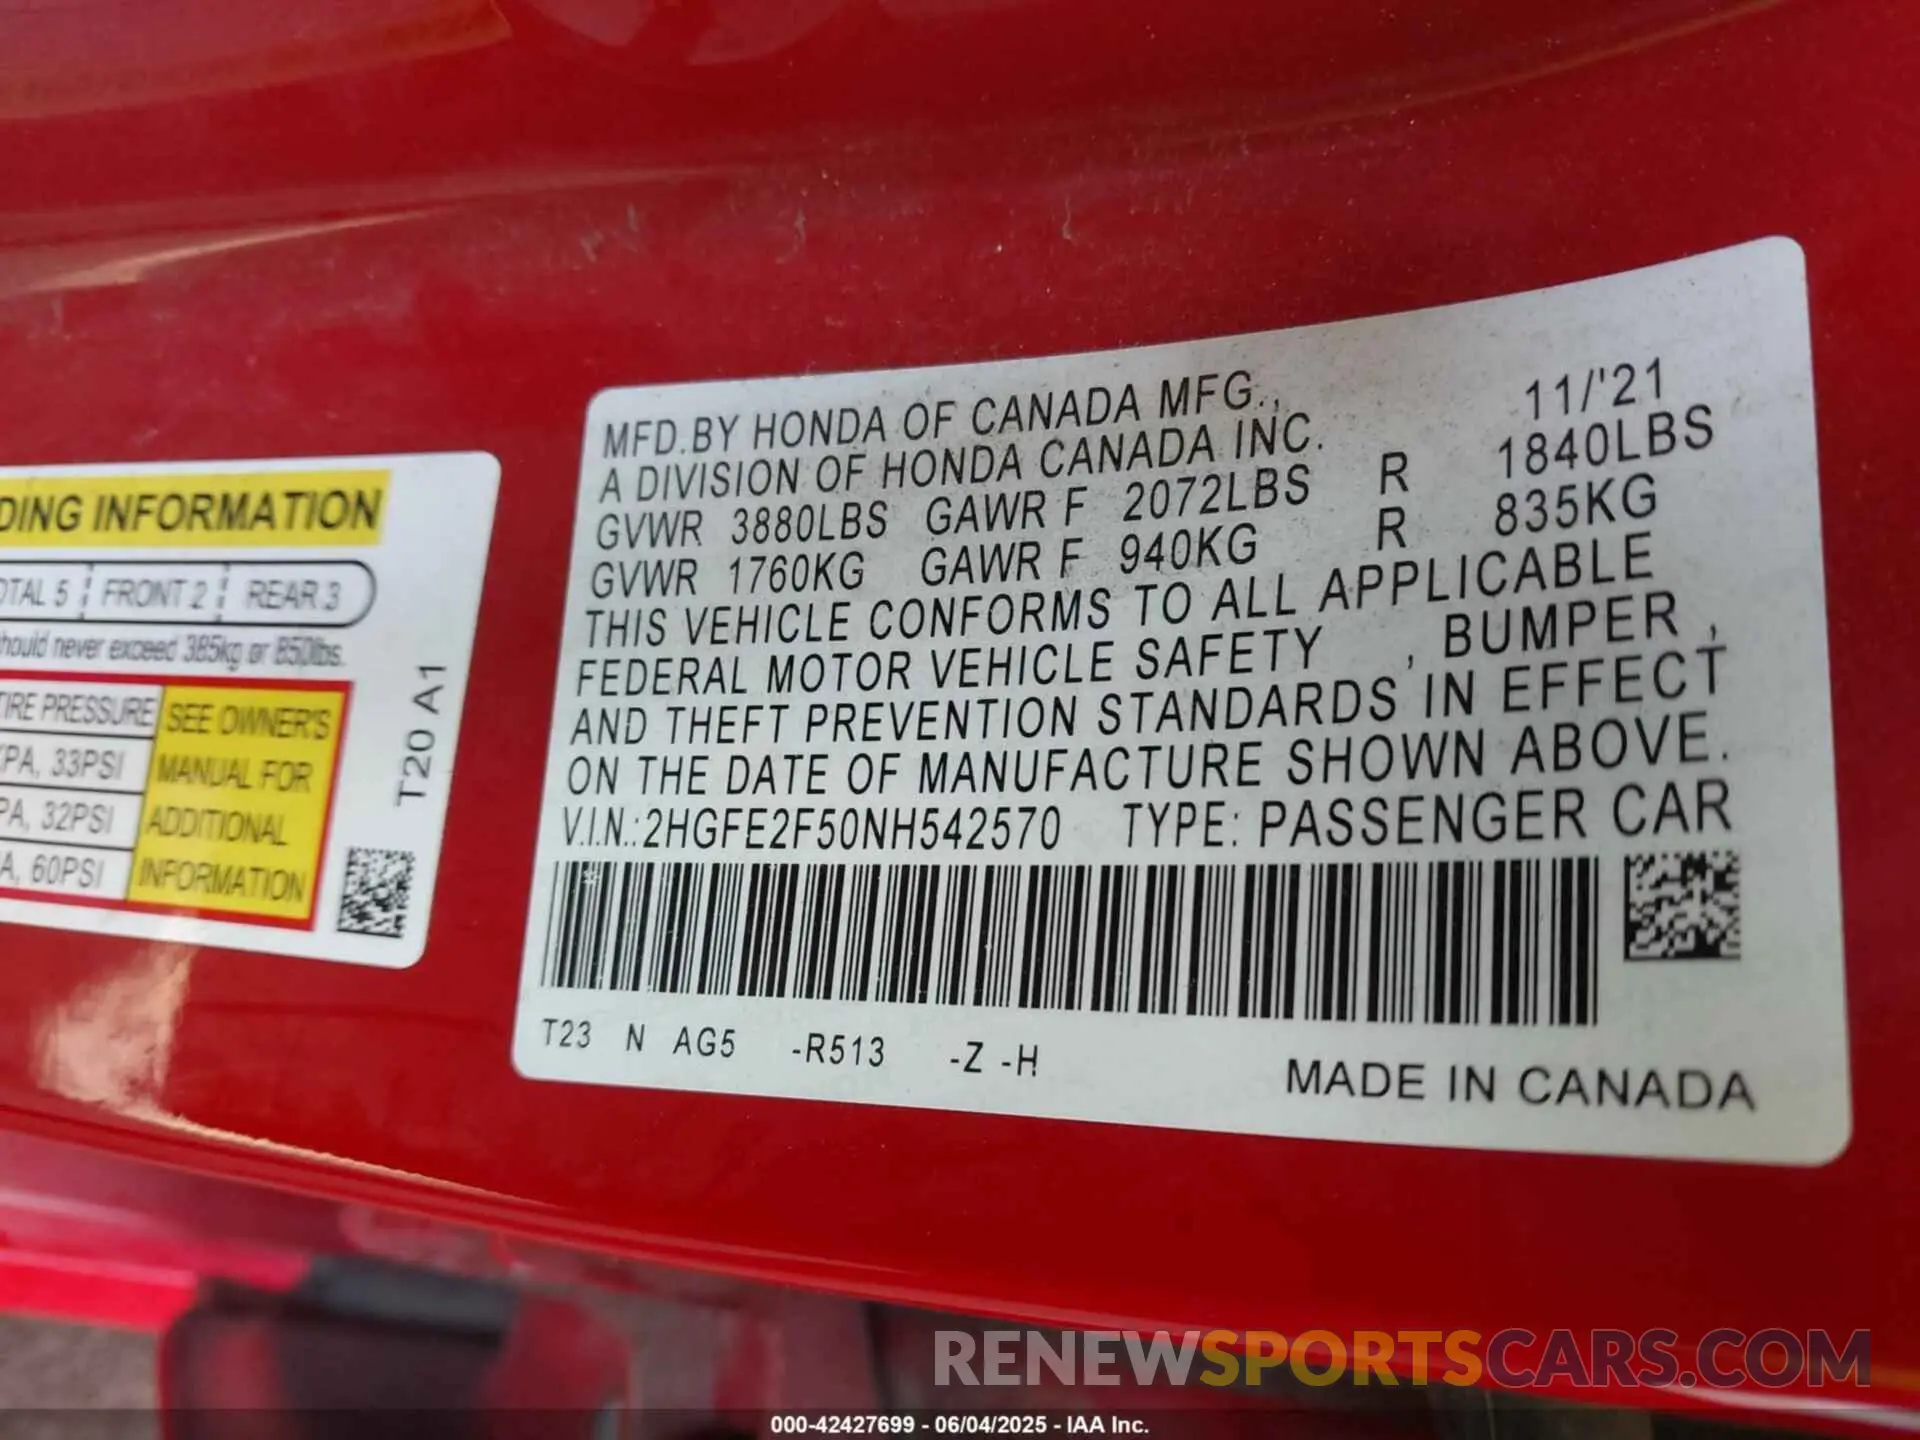 DING INFORMATION
TOTAL 5 FRONT 2 REAR 3
should never exceed 385kg or 850lbs.
TIRE PRESSURE
KPA, 33PSI
PA, 32PSI
A, 60PSI
SEE OWNER'S
MANUAL FOR
ADDITIONAL
INFORMATION
T20 A1
MFD.BY HONDA OF CANADA MFG., 11/'21
A DIVISION OF HONDA CANADA INC.
GVWR 3880LBS GAWR F 2072LBS R 1840LBS
GVWR 1760KG GAWR F 940KG R 835KG
THIS VEHICLE CONFORMS TO ALL APPLICABLE
FEDERAL MOTOR VEHICLE SAFETY , BUMPER,
AND THEFT PREVENTION STANDARDS IN EFFECT
ON THE DATE OF MANUFACTURE SHOWN ABOVE.
V.I.N.:2HGFE2F50NH542570 TYPE: PASSENGER CAR
T23 N AG5 -R513 -Z -H
MADE IN CANADA
RENEWSPORTSCARS.COM
000-42427699 - 06/04/2025 - IAA Inc.